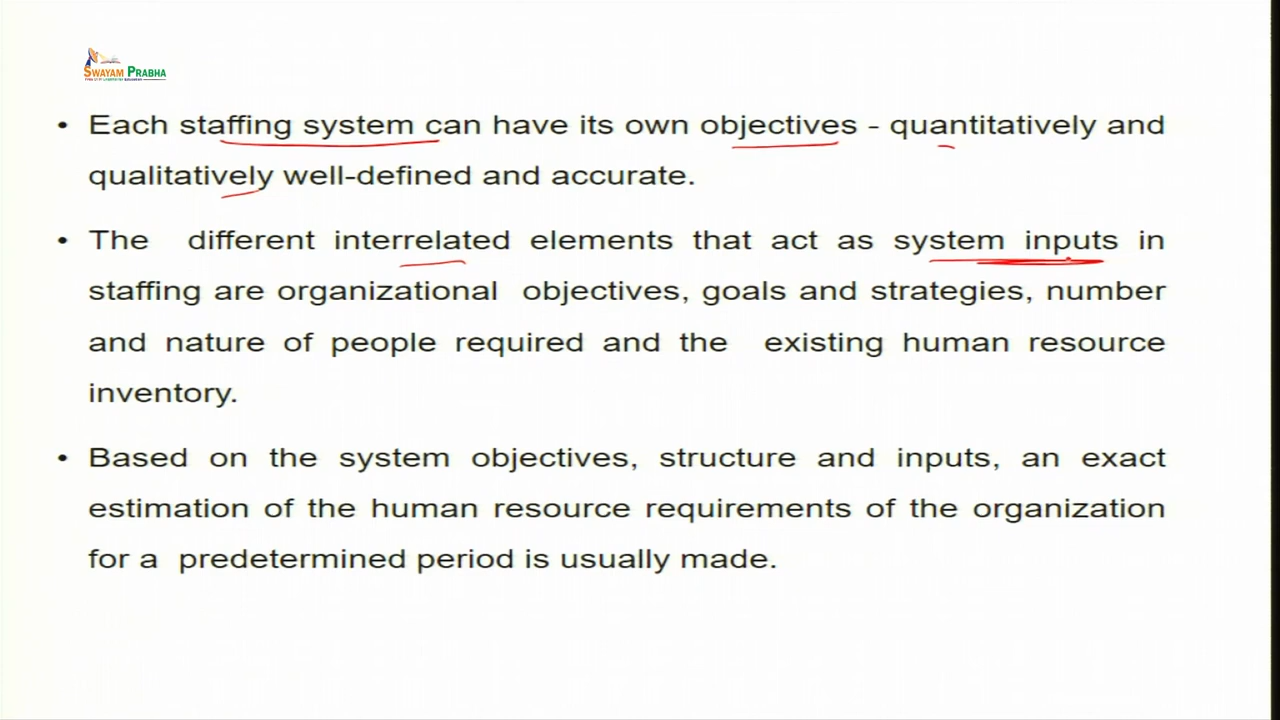 SWAYAM PRABHA
• Each staffing system can have its own objectives - quantitatively and
qualitatively well-defined and accurate.
• The different interrelated elements that act as system inputs in
staffing are organizational objectives, goals and strategies, number
and nature of people required and the existing human resource
inventory.
• Based on the system objectives, structure and inputs, an exact
estimation of the human resource requirements of the organization
for a predetermined period is usually made.